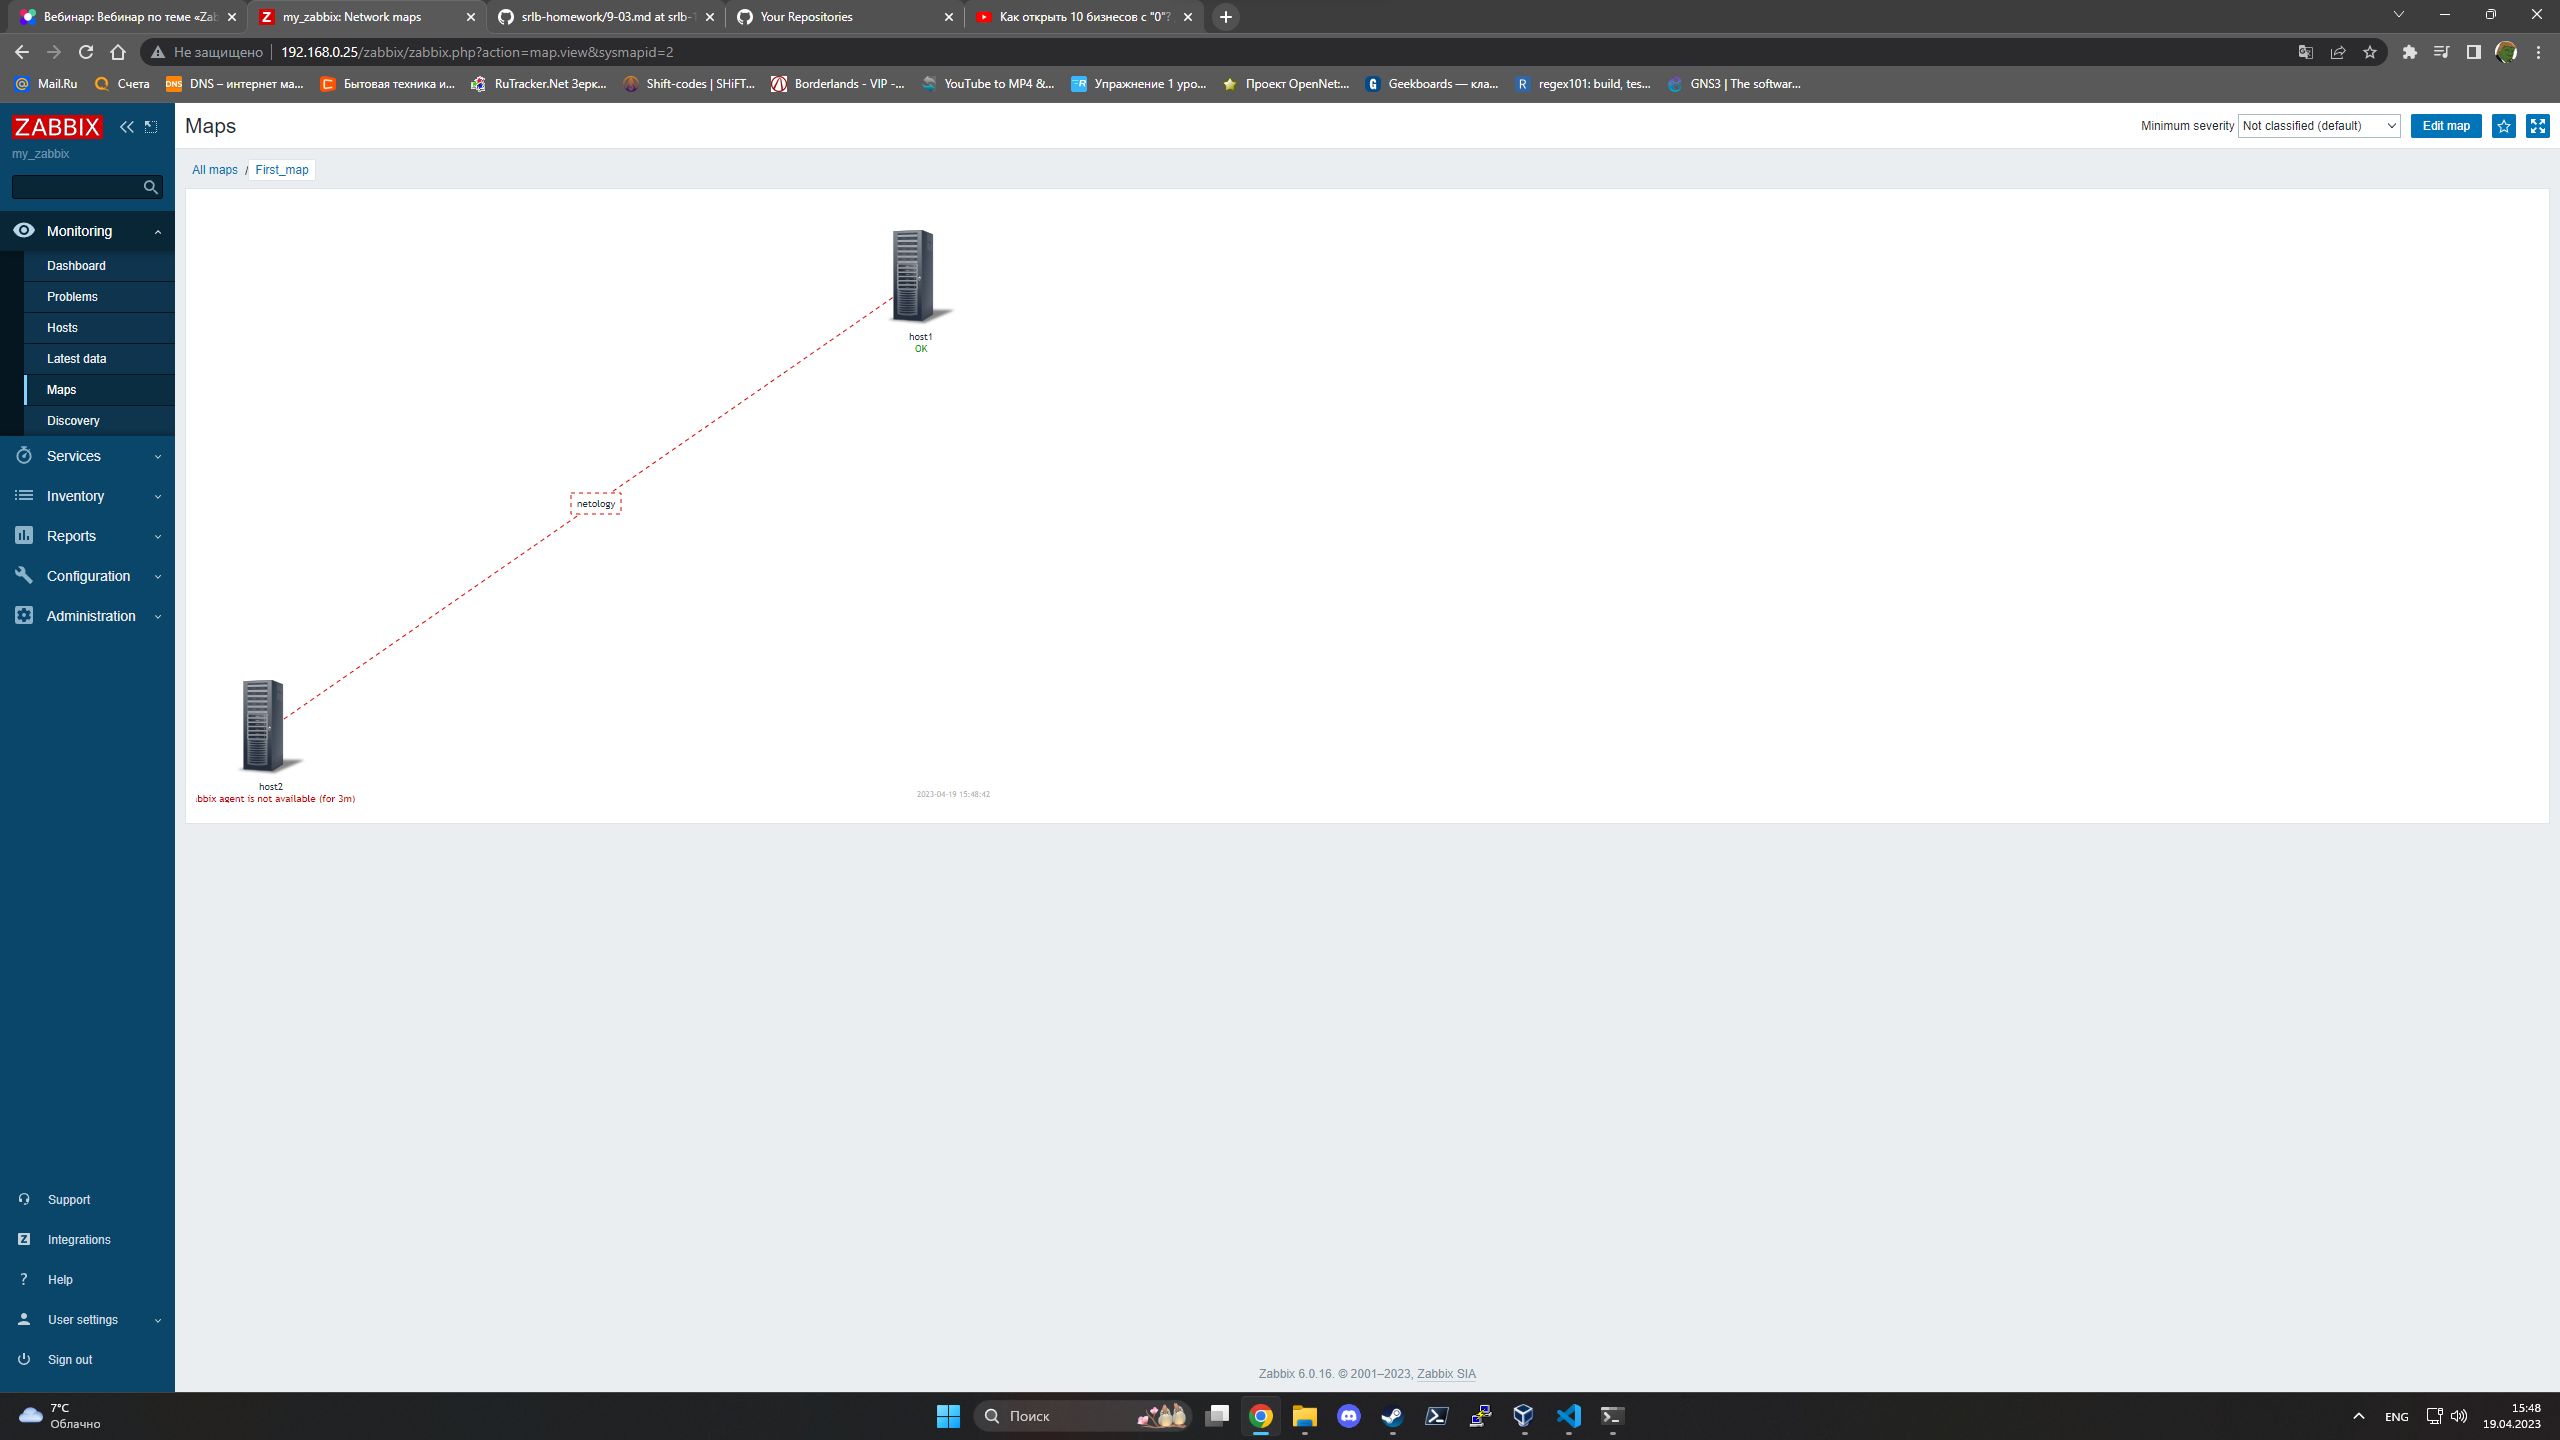 Вебинар: Вебинар по теме «Zab
my_zabbix: Network maps
srlb-homework/9-03.md at srlb-1
Your Repositories
Как открыть 10 бизнесов с "0"?
Не защищено
192.168.0.25/zabbix/zabbix.php?action=map.view&sysmapid=2
Mail.Ru
Счета
DNS – интернет ма...
Бытовая техника и...
RuTracker.Net Зерк...
Shift-codes | SHiFT...
Borderlands - VIP -...
YouTube to MP4 &...
Упражнение 1 уро...
Проект OpenNet:...
Geekboards — кла...
regex101: build, tes...
GNS3 | The softwar...
ZABBIX
my_zabbix
Monitoring
Dashboard
Problems
Hosts
Latest data
Maps
Discovery
Services
Inventory
Reports
Configuration
Administration
Support
Integrations
Help
User settings
Sign out
Maps
Minimum severity
Not classified (default)
Edit map
All maps / First_map
host1
OK
netology
host2
bbix agent is not available (for 3m)
2023-04-19 15:48:42
Zabbix 6.0.16. © 2001–2023, Zabbix SIA
7°C
Облачно
Поиск
ENG
15:48
19.04.2023